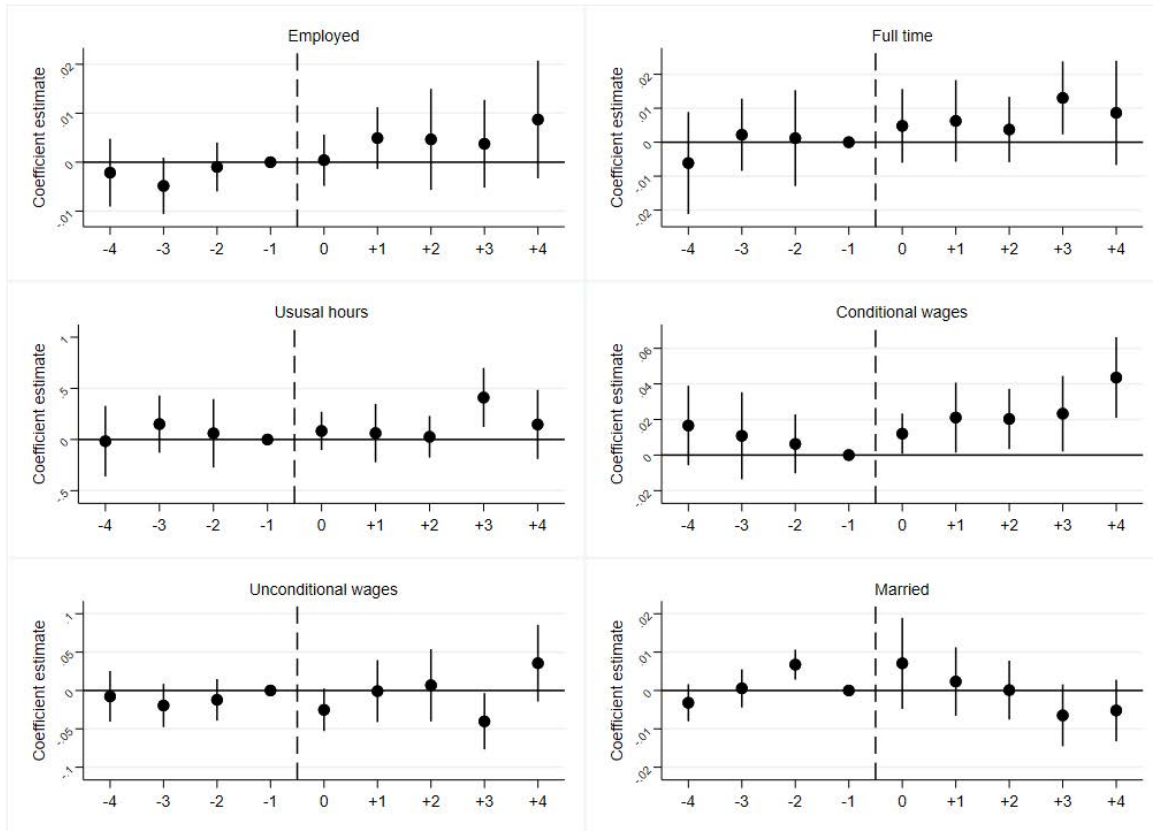 Employed
Coefficient estimate
.02
.01
0
-.01
-4 -3 -2 -1 0 +1 +2 +3 +4
Full time
Coefficient estimate
.02
.01
0
-.01
-.02
-4 -3 -2 -1 0 +1 +2 +3 +4
Ususal hours
Coefficient estimate
1
.5
0
-.5
-4 -3 -2 -1 0 +1 +2 +3 +4
Conditional wages
Coefficient estimate
.06
.04
.02
0
-.02
-4 -3 -2 -1 0 +1 +2 +3 +4
Unconditional wages
Coefficient estimate
.1
.05
0
-.05
-.1
-4 -3 -2 -1 0 +1 +2 +3 +4
Married
Coefficient estimate
.02
.01
0
-.01
-.02
-4 -3 -2 -1 0 +1 +2 +3 +4